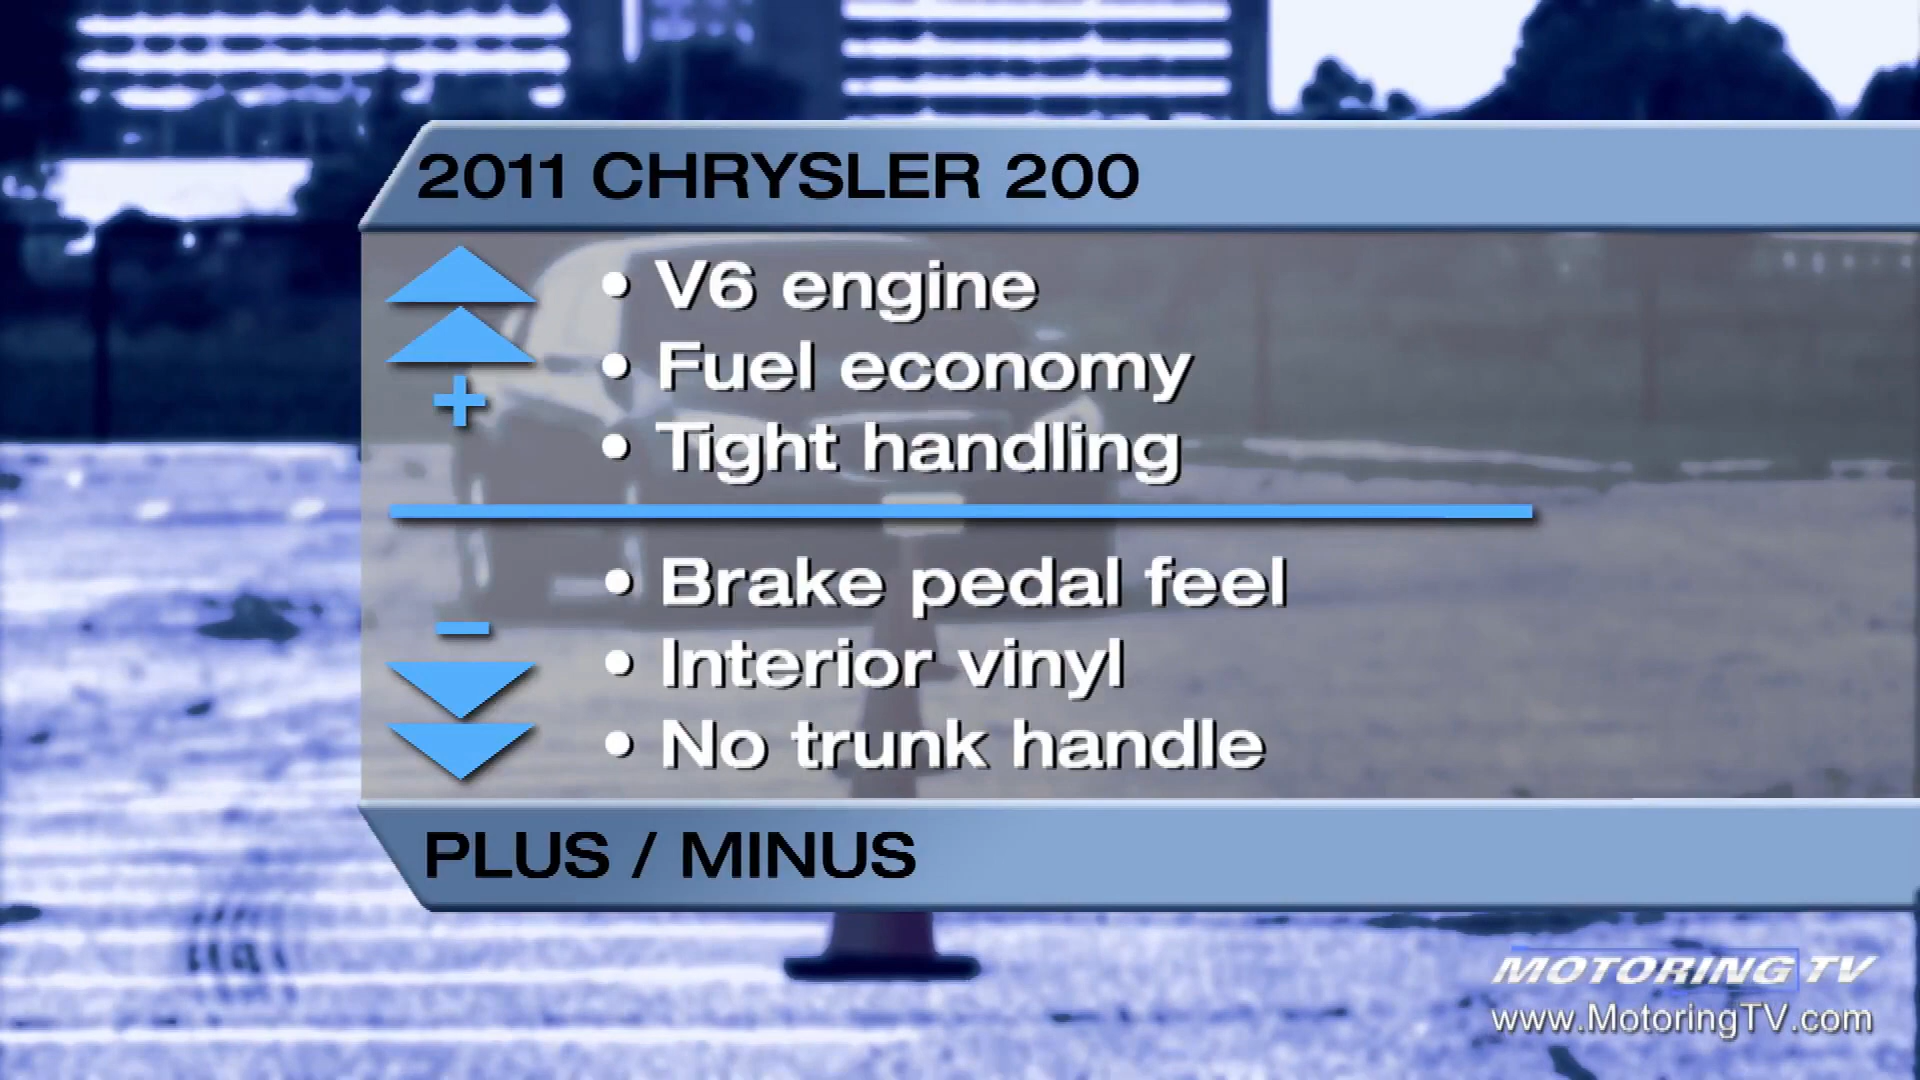 2011 CHRYSLER 200
+
• V6 engine
• Fuel economy
• Tight handling
–
• Brake pedal feel
• Interior vinyl
• No trunk handle
PLUS / MINUS
MOTORING TV
www.MotoringTV.com